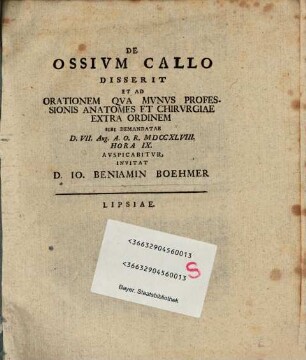 DE
OSSIVM CALLO
DISSERIT
ET AD
ORATIONEM QVA MVNVS PROFES-
SIONIS ANATOMES ET CHIRVRGIAE
EXTRA ORDINEM
SIBI DEMANDATAE
D. VII. Aug. A. O. R. MDCCXLVIII.
HORA IX.
AVSPICABITVR,
INVITAT
D. IO. BENIAMIN BOEHMER
LIPSIAE.
<36632904560013
<36632904560013 S
Bayer. Staatsbibliothek